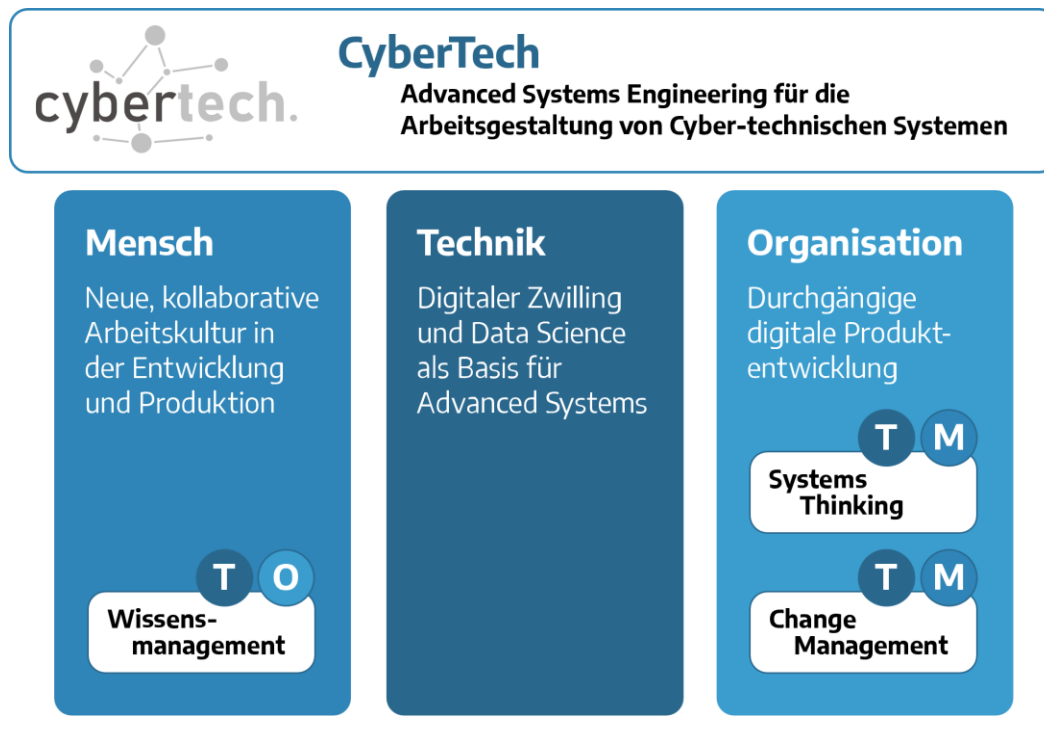 cybertech.
CyberTech
Advanced Systems Engineering für die
Arbeitsgestaltung von Cyber-technischen Systemen
Mensch
Neue, kollaborative
Arbeitskultur in
der Entwicklung
und Produktion
T O
Wissens-
management
Technik
Digitaler Zwilling
und Data Science
als Basis für
Advanced Systems
Organisation
Durchgängige
digitale Produkt-
entwicklung
T M
Systems
Thinking
T M
Change
Management